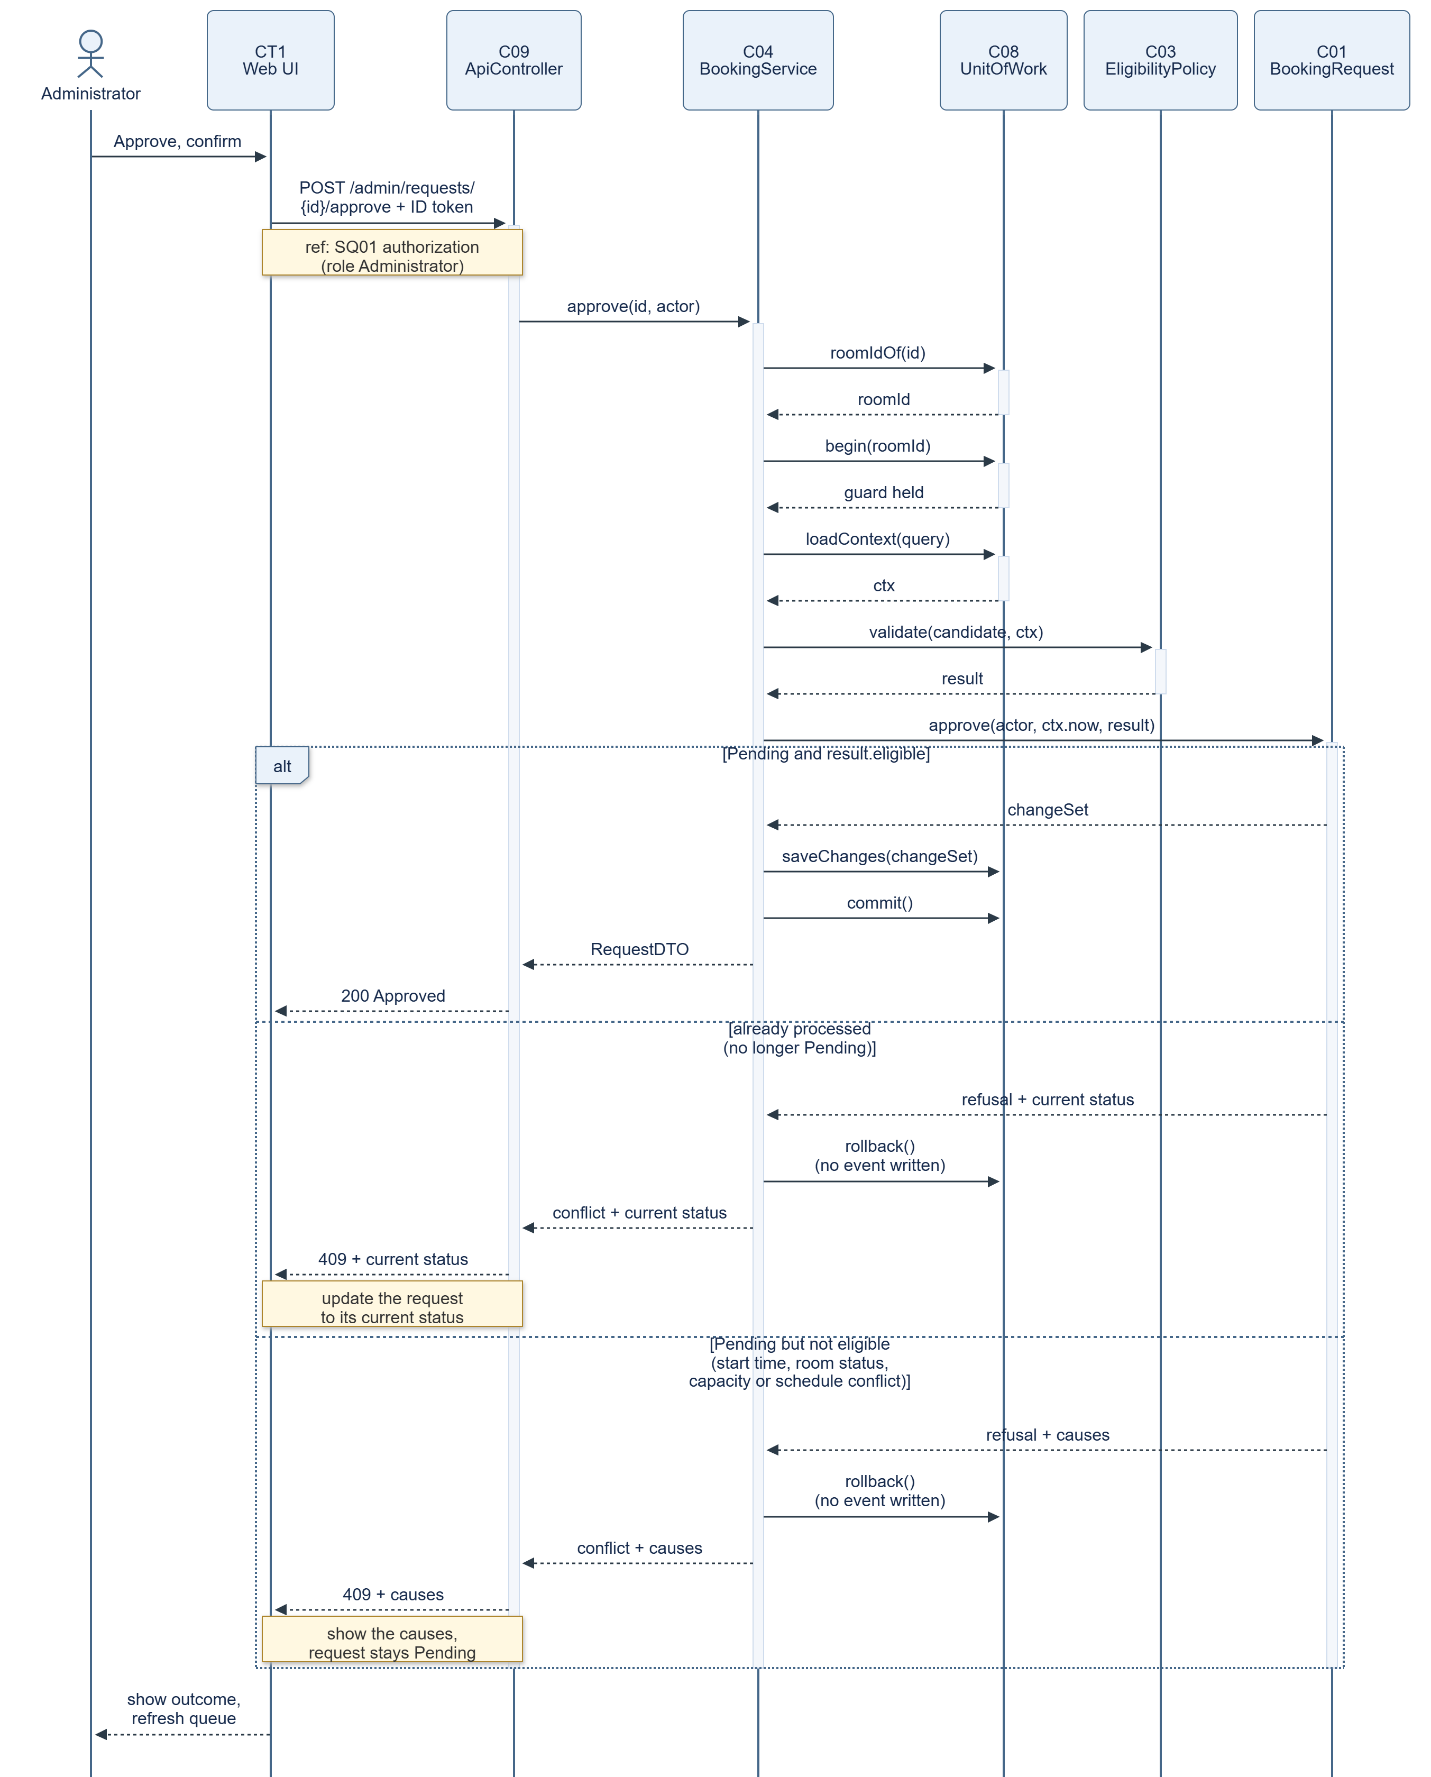 Administrator
CT1
Web UI
C09
ApiController
C04
BookingService
C08
UnitOfWork
C03
EligibilityPolicy
C01
BookingRequest
Approve, confirm
POST /admin/requests/
{id}/approve + ID token
ref: SQ01 authorization
(role Administrator)
approve(id, actor)
roomIdOf(id)
roomId
begin(roomId)
guard held
loadContext(query)
ctx
validate(candidate, ctx)
result
approve(actor, ctx.now, result)
alt
[Pending and result.eligible]
changeSet
saveChanges(changeSet)
commit()
RequestDTO
200 Approved
[already processed
(no longer Pending)]
refusal + current status
rollback()
(no event written)
conflict + current status
409 + current status
update the request
to its current status
[Pending but not eligible
(start time, room status,
capacity or schedule conflict)]
refusal + causes
rollback()
(no event written)
conflict + causes
409 + causes
show the causes,
request stays Pending
show outcome,
refresh queue